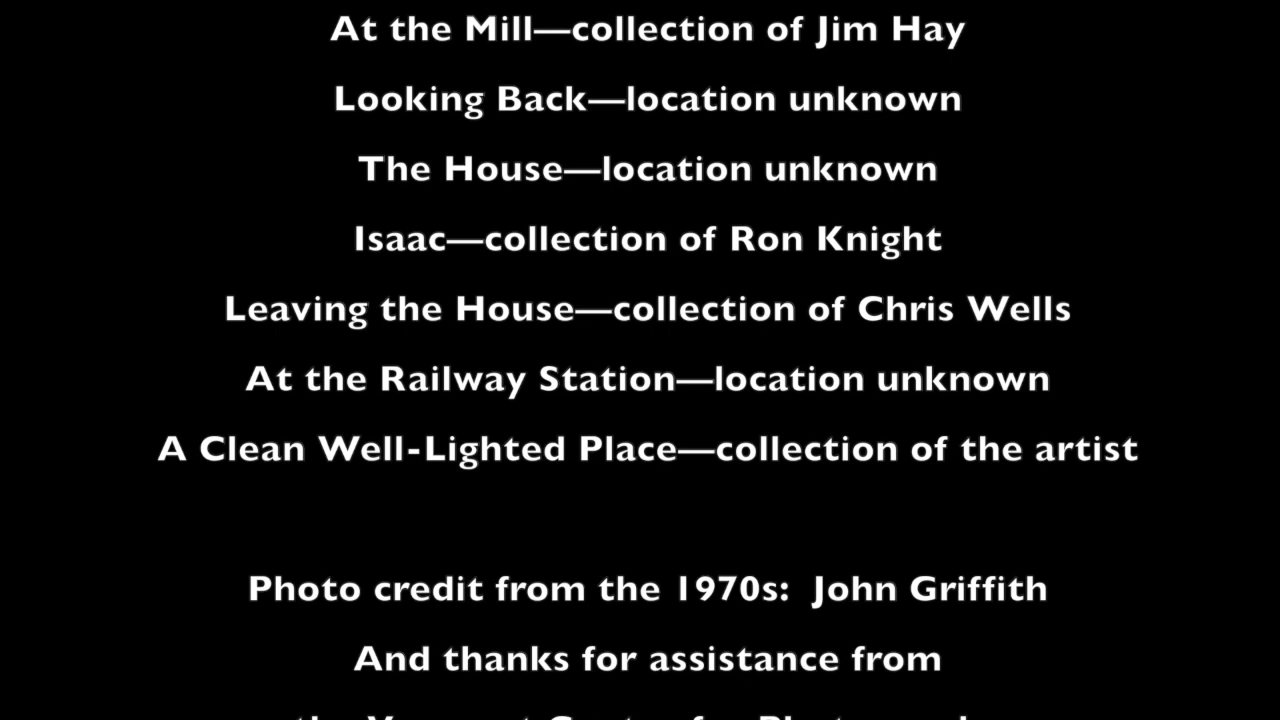 At the Mill—collection of Jim Hay
Looking Back—location unknown
The House—location unknown
Isaac—collection of Ron Knight
Leaving the House—collection of Chris Wells
At the Railway Station—location unknown
A Clean Well-Lighted Place—collection of the artist
Photo credit from the 1970s:  John Griffith
And thanks for assistance from
the